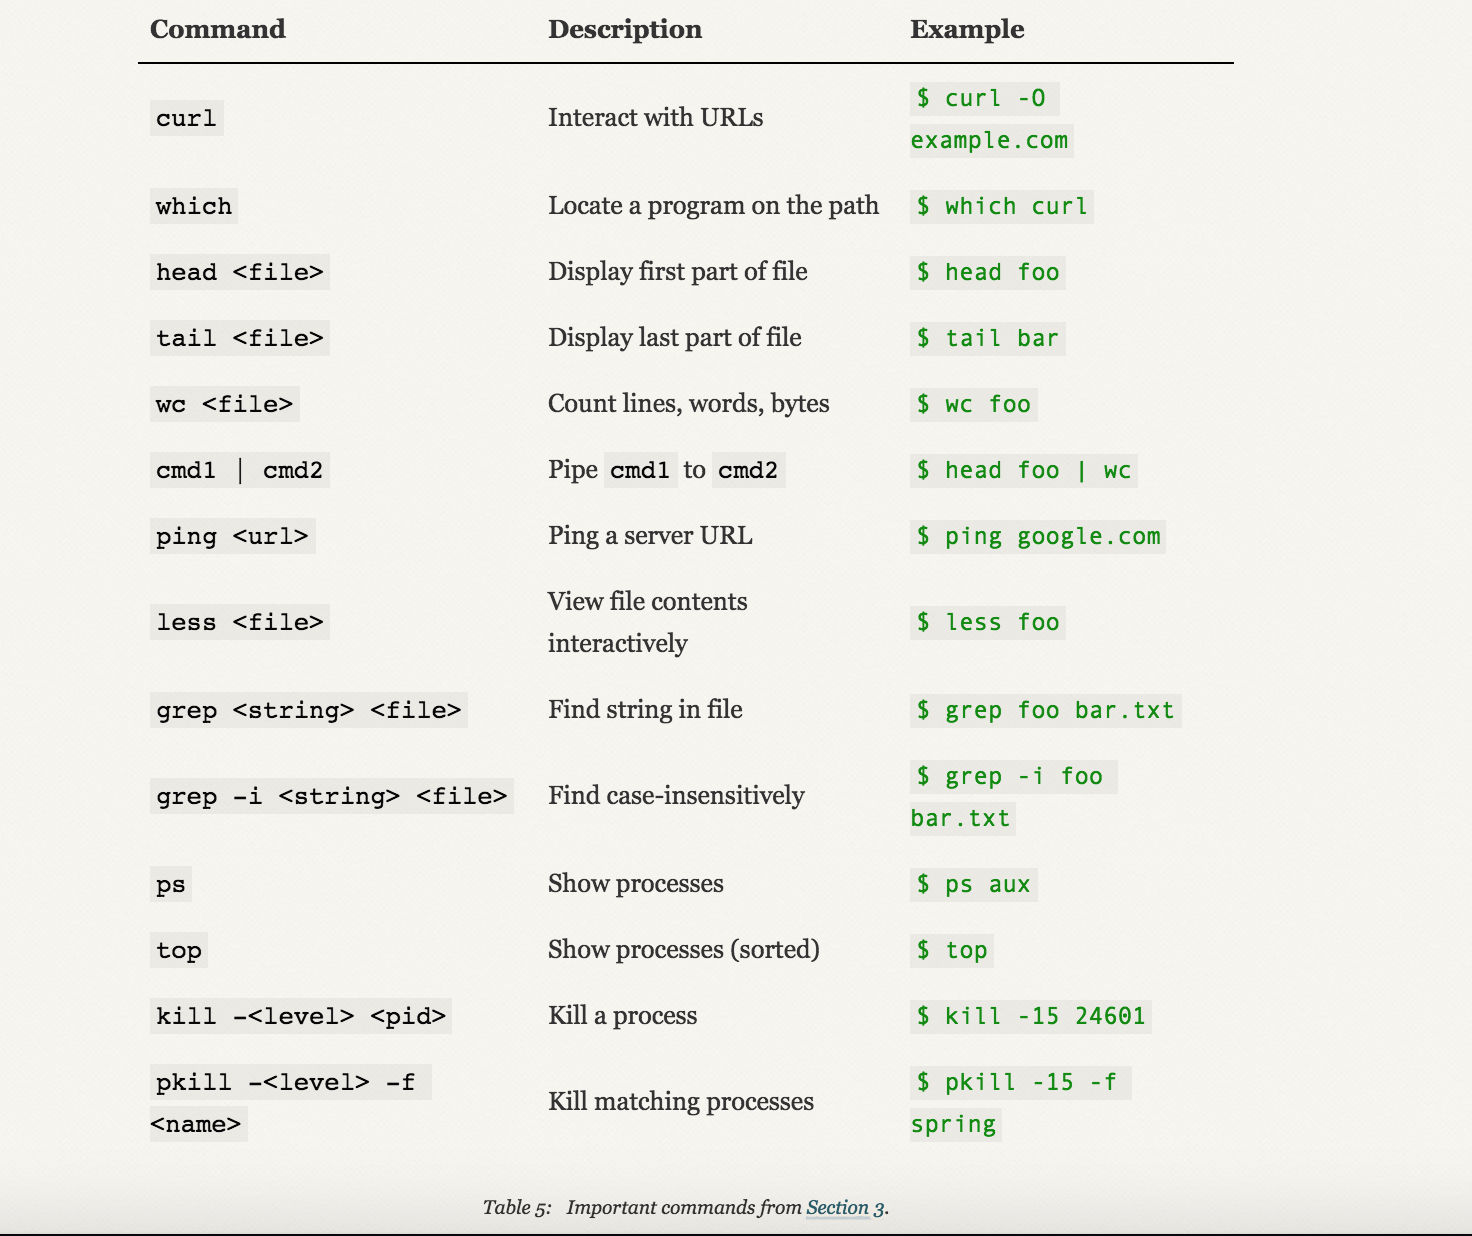 Command Description Example
curl Interact with URLs $ curl -O
example.com
which Locate a program on the path $ which curl
head <file> Display first part of file $ head foo
tail <file> Display last part of file $ tail bar
wc <file> Count lines, words, bytes $ wc foo
cmd1 | cmd2 Pipe cmd1 to cmd2 $ head foo | wc
ping <url> Ping a server URL $ ping google.com
less <file> View file contents
interactively $ less foo
grep <string> <file> Find string in file $ grep foo bar.txt
grep -i <string> <file> Find case-insensitively $ grep -i foo
bar.txt
ps Show processes $ ps aux
top Show processes (sorted) $ top
kill -<level> <pid> Kill a process $ kill -15 24601
pkill -<level> -f
<name> Kill matching processes $ pkill -15 -f
spring
Table 5: Important commands from Section 3.